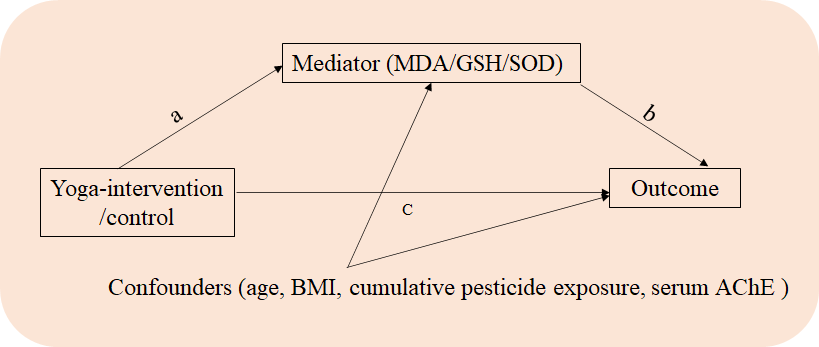 Mediator (MDA/GSH/SOD)
a
b
Yoga-intervention
/control
Outcome
C
Confounders (age, BMI, cumulative pesticide exposure, serum AChE )